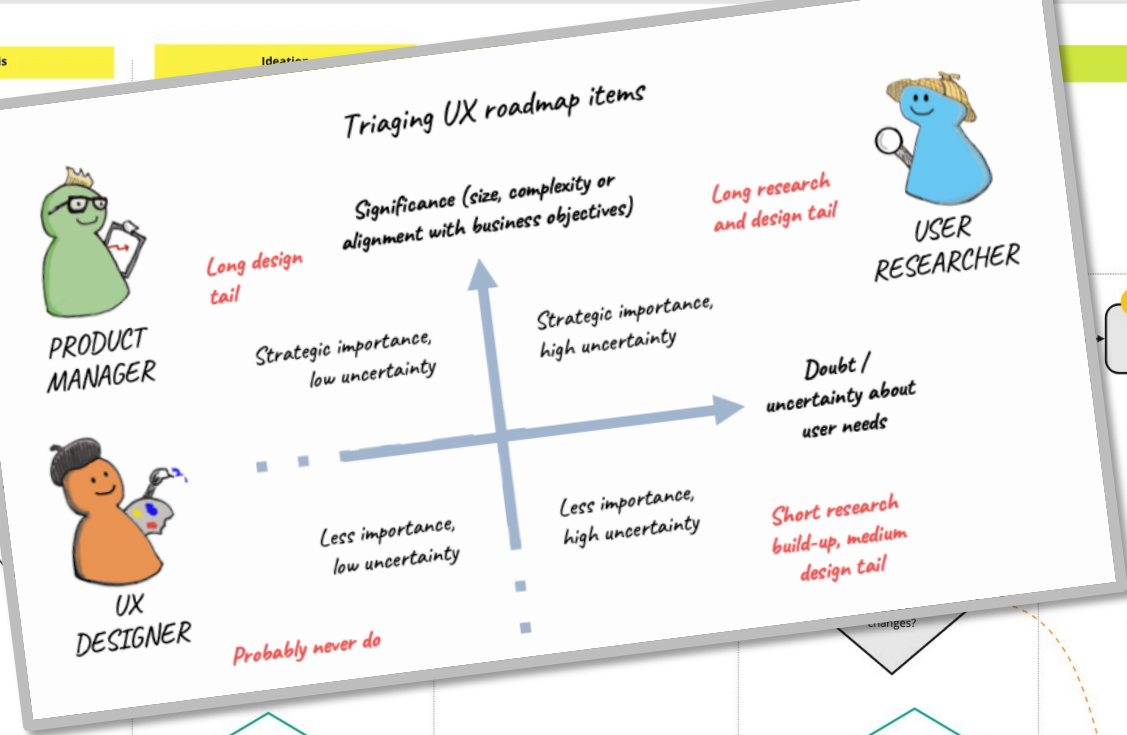 is
Ideation
Triaging UX roadmap items
Significance (size, complexity or
alignment with business objectives)
Long research
and design tail
USER
RESEARCHER
Long design
tail
PRODUCT
MANAGER
Strategic importance,
low uncertainty
Strategic importance,
high uncertainty
Doubt /
uncertainty about
user needs
UX
DESIGNER
Less importance,
low uncertainty
Less importance,
high uncertainty
Short research
build-up, medium
design tail
Probably never do
changes?